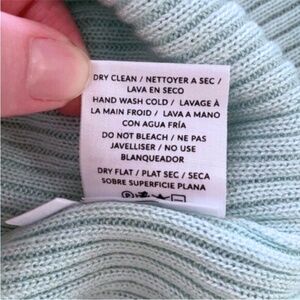 DRY CLEAN / NETTOYER A SEC /
LAVA EN SECO
HAND WASH COLD / LAVAGE À
LA MAIN FROID / LAVA A MANO
CON AGUA FRÍA
DO NOT BLEACH / NE PAS
JAVELLISER / NO USE
BLANQUEADOR
DRY FLAT / PLAT SEC / SECA
SOBRE SUPERFICIE PLANA